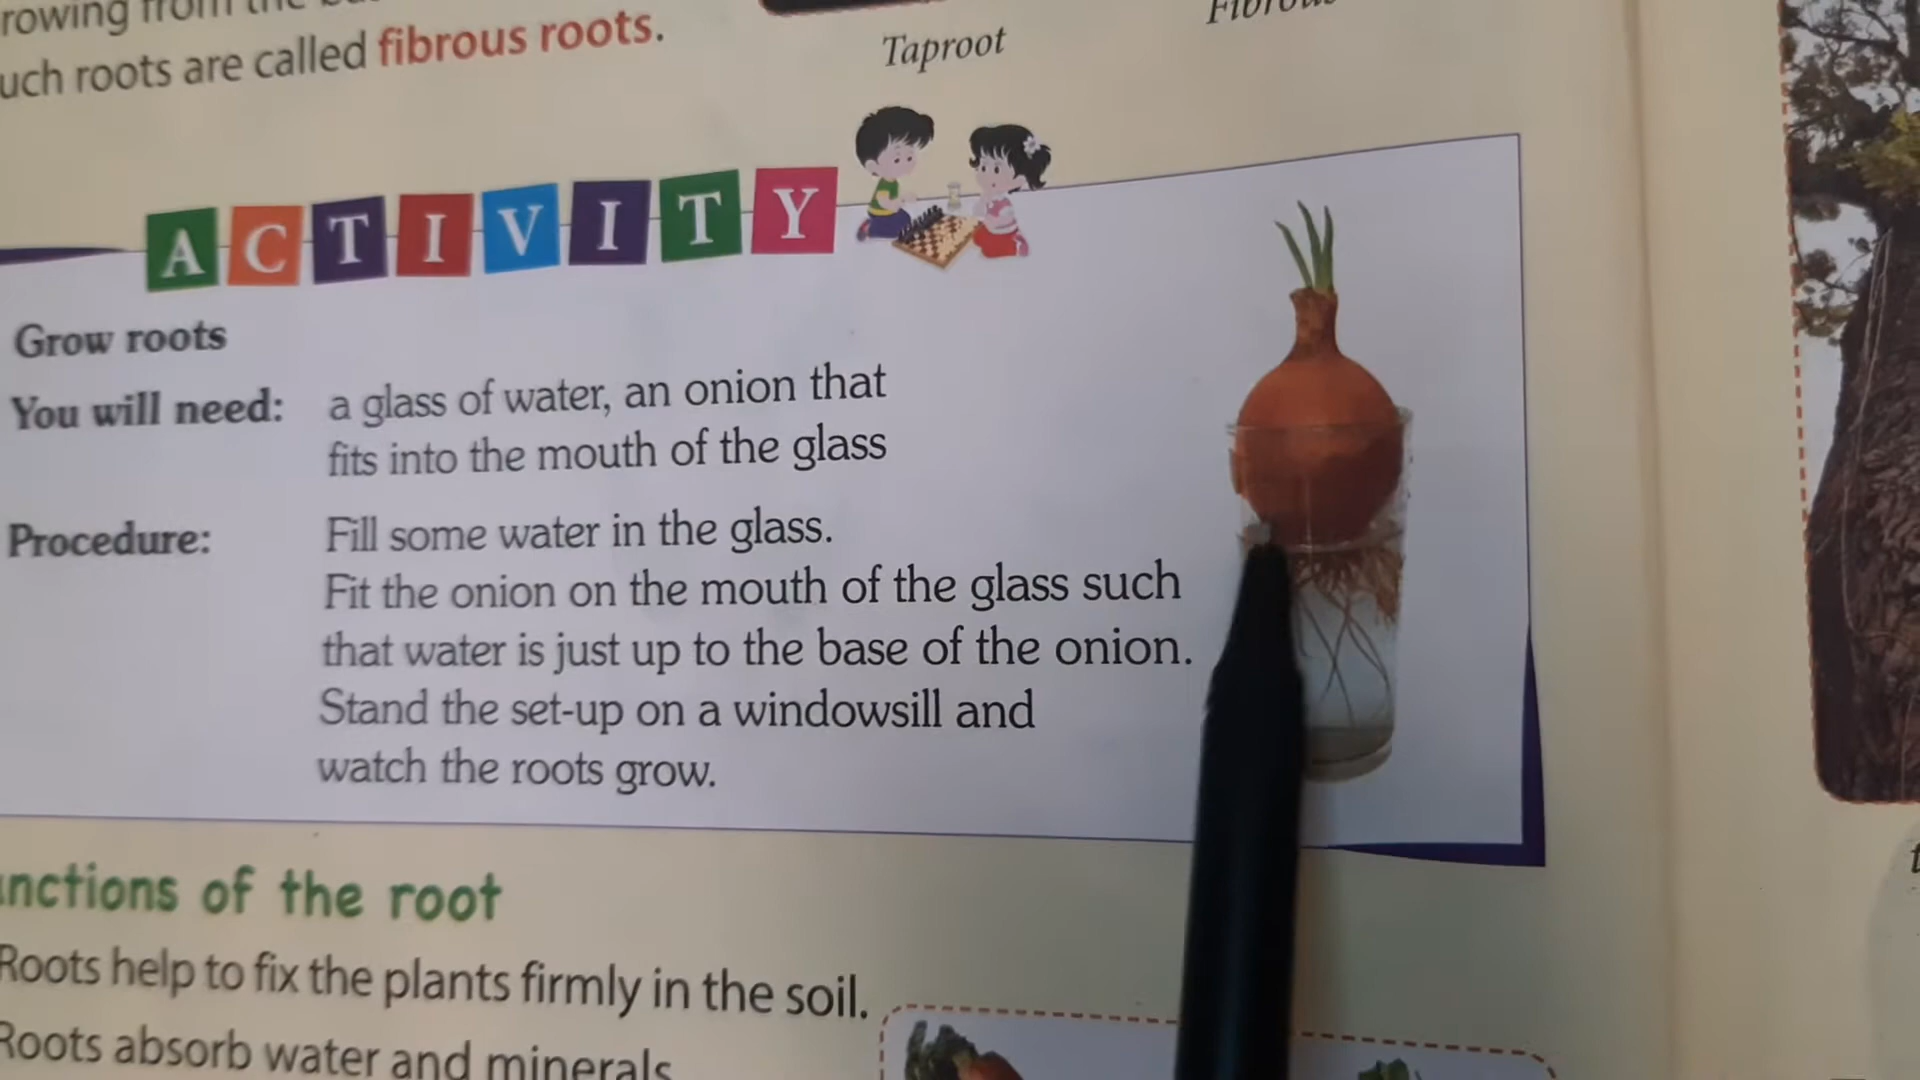 rowing from the
uch roots are called fibrous roots.
Taproot
Fibrous
ACTIVITY
Grow roots
You will need: a glass of water, an onion that
fits into the mouth of the glass
Procedure: Fill some water in the glass.
Fit the onion on the mouth of the glass such
that water is just up to the base of the onion.
Stand the set-up on a windowsill and
watch the roots grow.
nctions of the root
Roots help to fix the plants firmly in the soil.
Roots absorb water and minerals